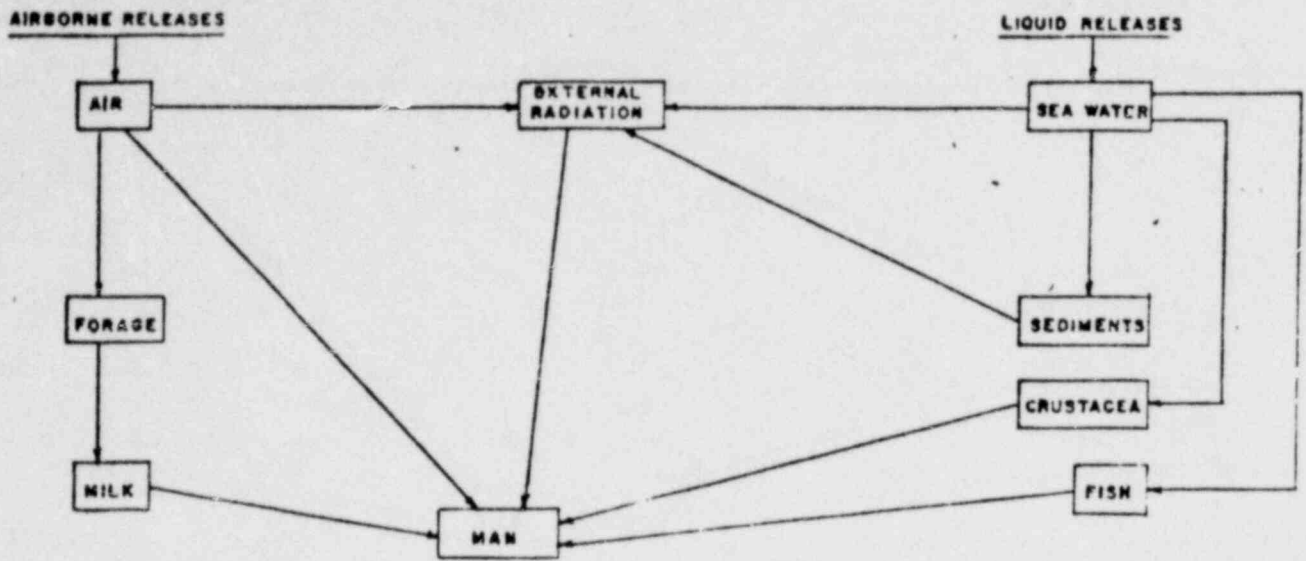 AIRBORNE RELEASES
LIQUID RELEASES
AIR
EXTERNAL
RADIATION
SEA WATER
FORAGE
SEDIMENTS
CRUSTACEA
MILK
FISH
MAN